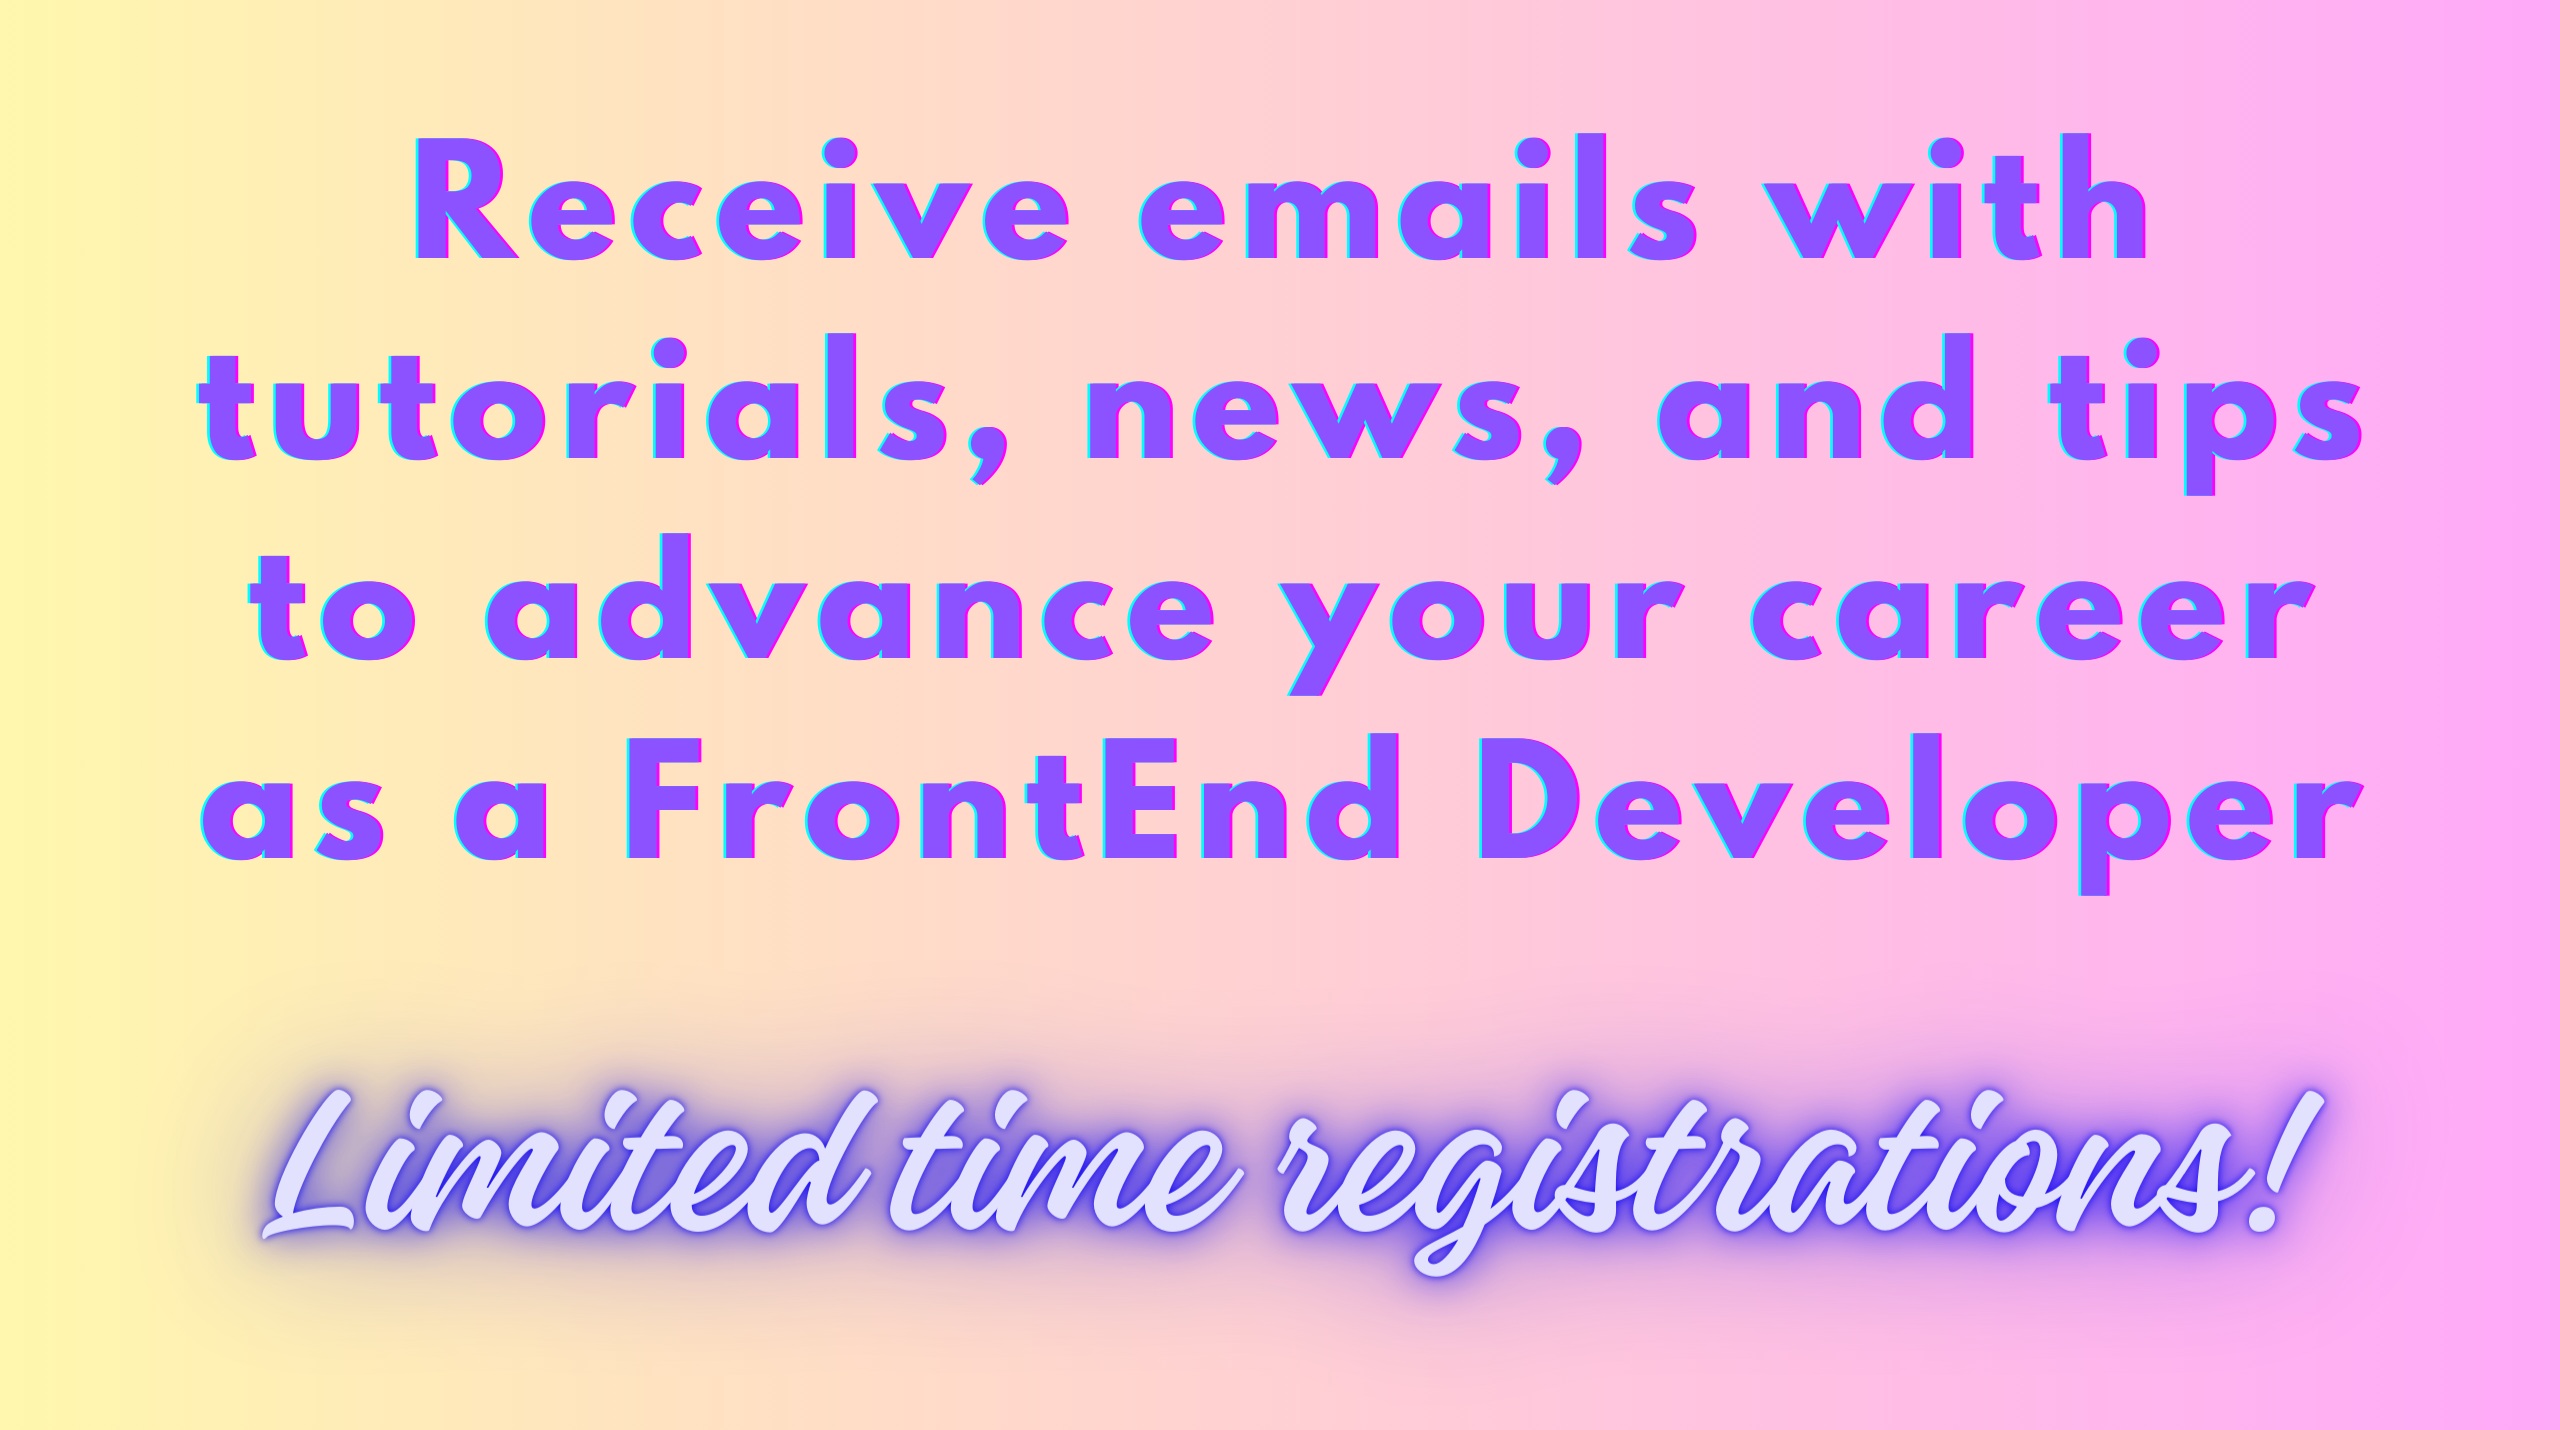 Receive emails with
tutorials, news, and tips
to advance your career
as a FrontEnd Developer
Limited time registrations!